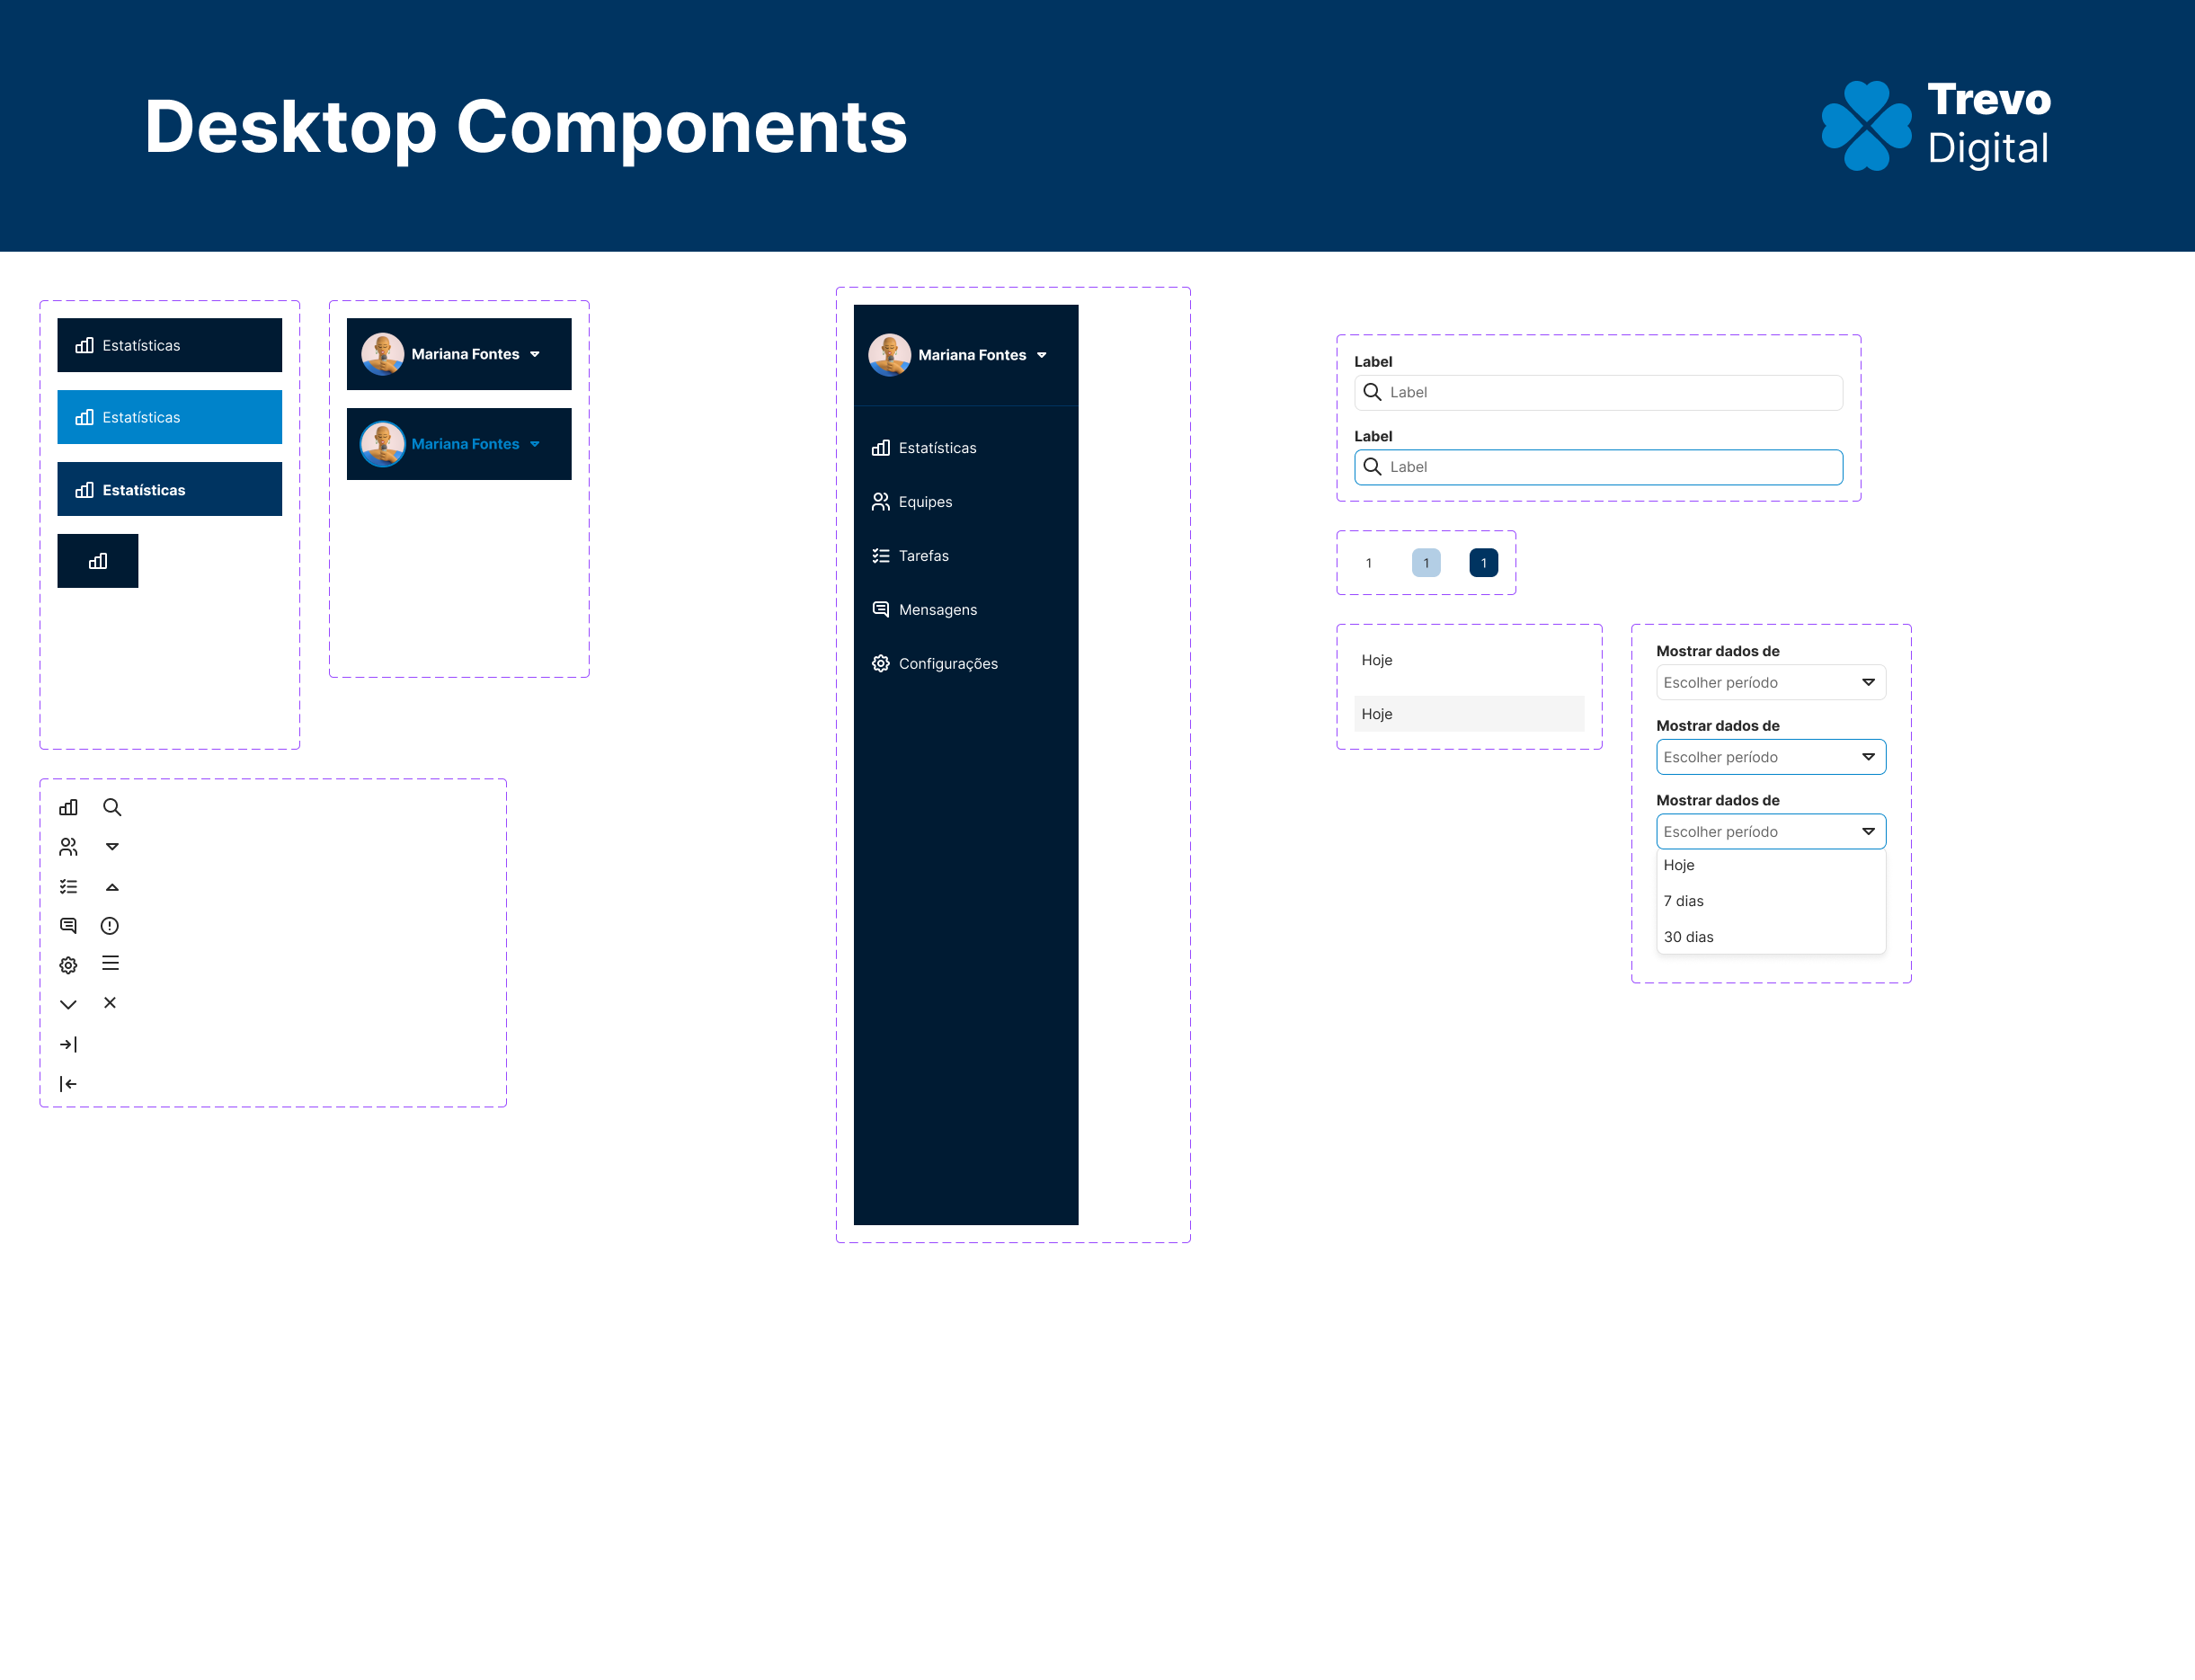 Desktop Components
Trevo
Digital
Estatísticas
Estatísticas
Estatísticas
Mariana Fontes
Mariana Fontes
Mariana Fontes
Estatísticas
Equipes
Tarefas
Mensagens
Configurações
Label
Label
Label
Label
1 1 1
Hoje
Hoje
Mostrar dados de
Escolher período
Mostrar dados de
Escolher período
Mostrar dados de
Escolher período
Hoje
7 dias
30 dias